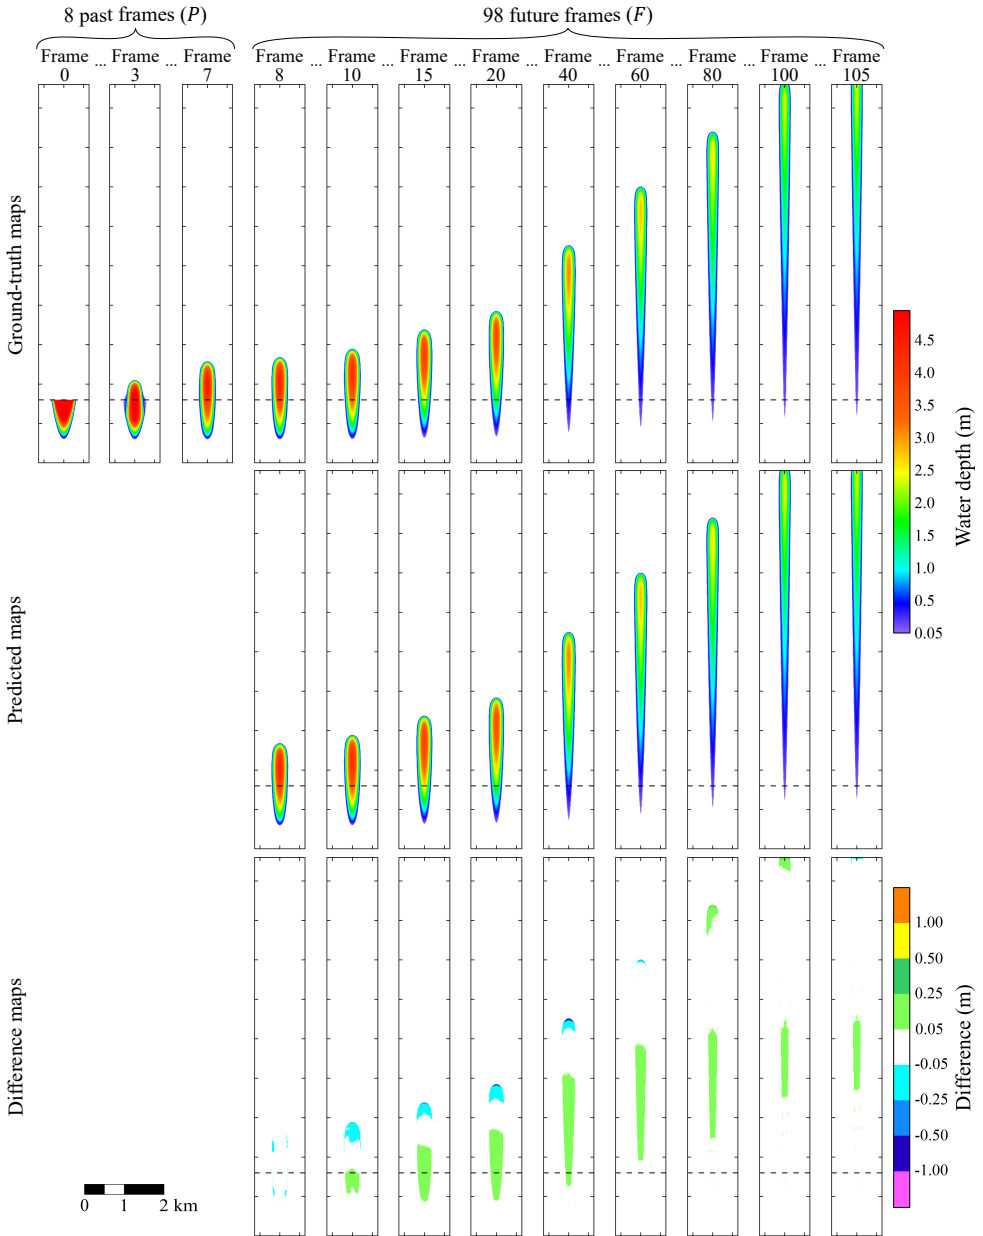 8 past frames (P)
98 future frames (F)
Frame ... Frame ... Frame Frame ... Frame ... Frame ... Frame ... Frame ... Frame ... Frame ... Frame ... Frame
0 3 7 8 10 15 20 40 60 80 100 105
Ground-truth maps
4.5
4.0
3.5
3.0
2.5
2.0
1.5
1.0
0.5
0.05
Water depth (m)
Predicted maps
Difference maps
1.00
0.50
0.25
0.05
-0.05
-0.25
-0.50
-1.00
Difference (m)
0 1 2 km